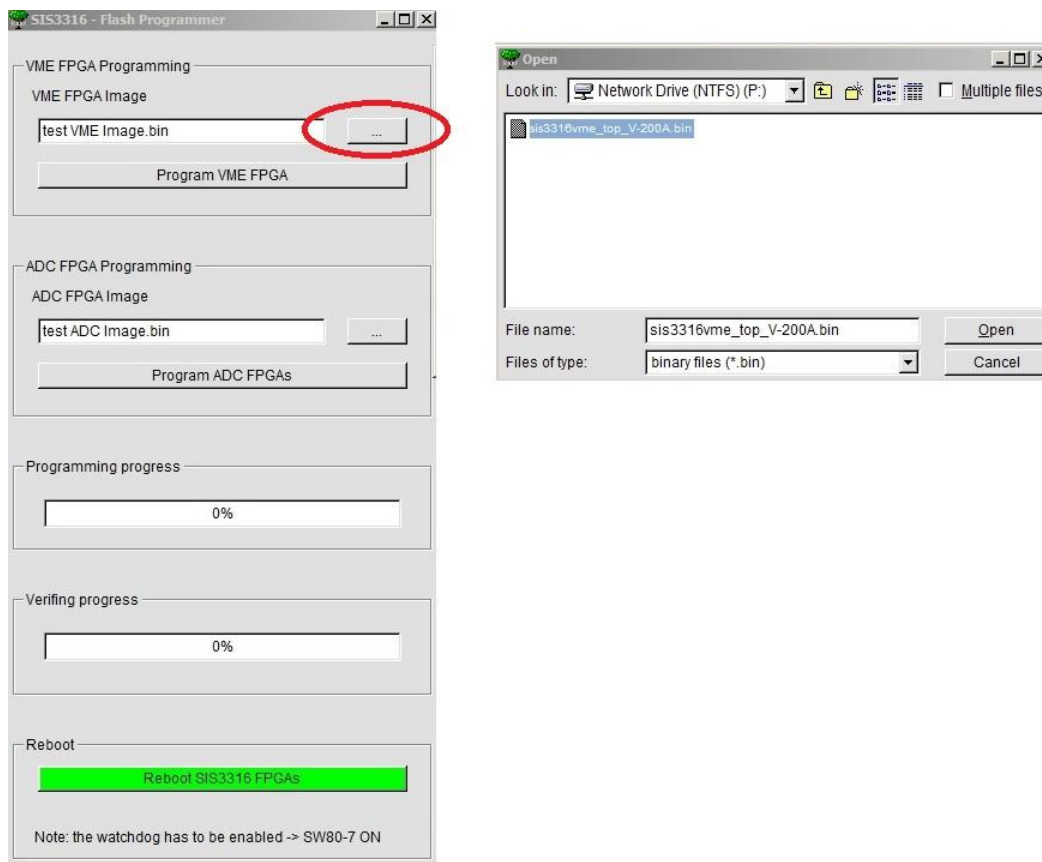 SIS3316 - Flash Programmer
VME FPGA Programming
VME FPGA Image
test VME Image.bin
...
Program VME FPGA
ADC FPGA Programming
ADC FPGA Image
test ADC Image.bin
...
Program ADC FPGAs
Programming progress
0%
Verifing progress
0%
Reboot
Reboot SIS3316 FPGAs
Note: the watchdog has to be enabled -> SW80-7 ON
Open
Look in: Network Drive (NTFS) (P:) Multiple files
sis3316vme_top_V-200A.bin
File name: sis3316vme_top_V-200A.bin Open
Files of type: binary files (*.bin) Cancel